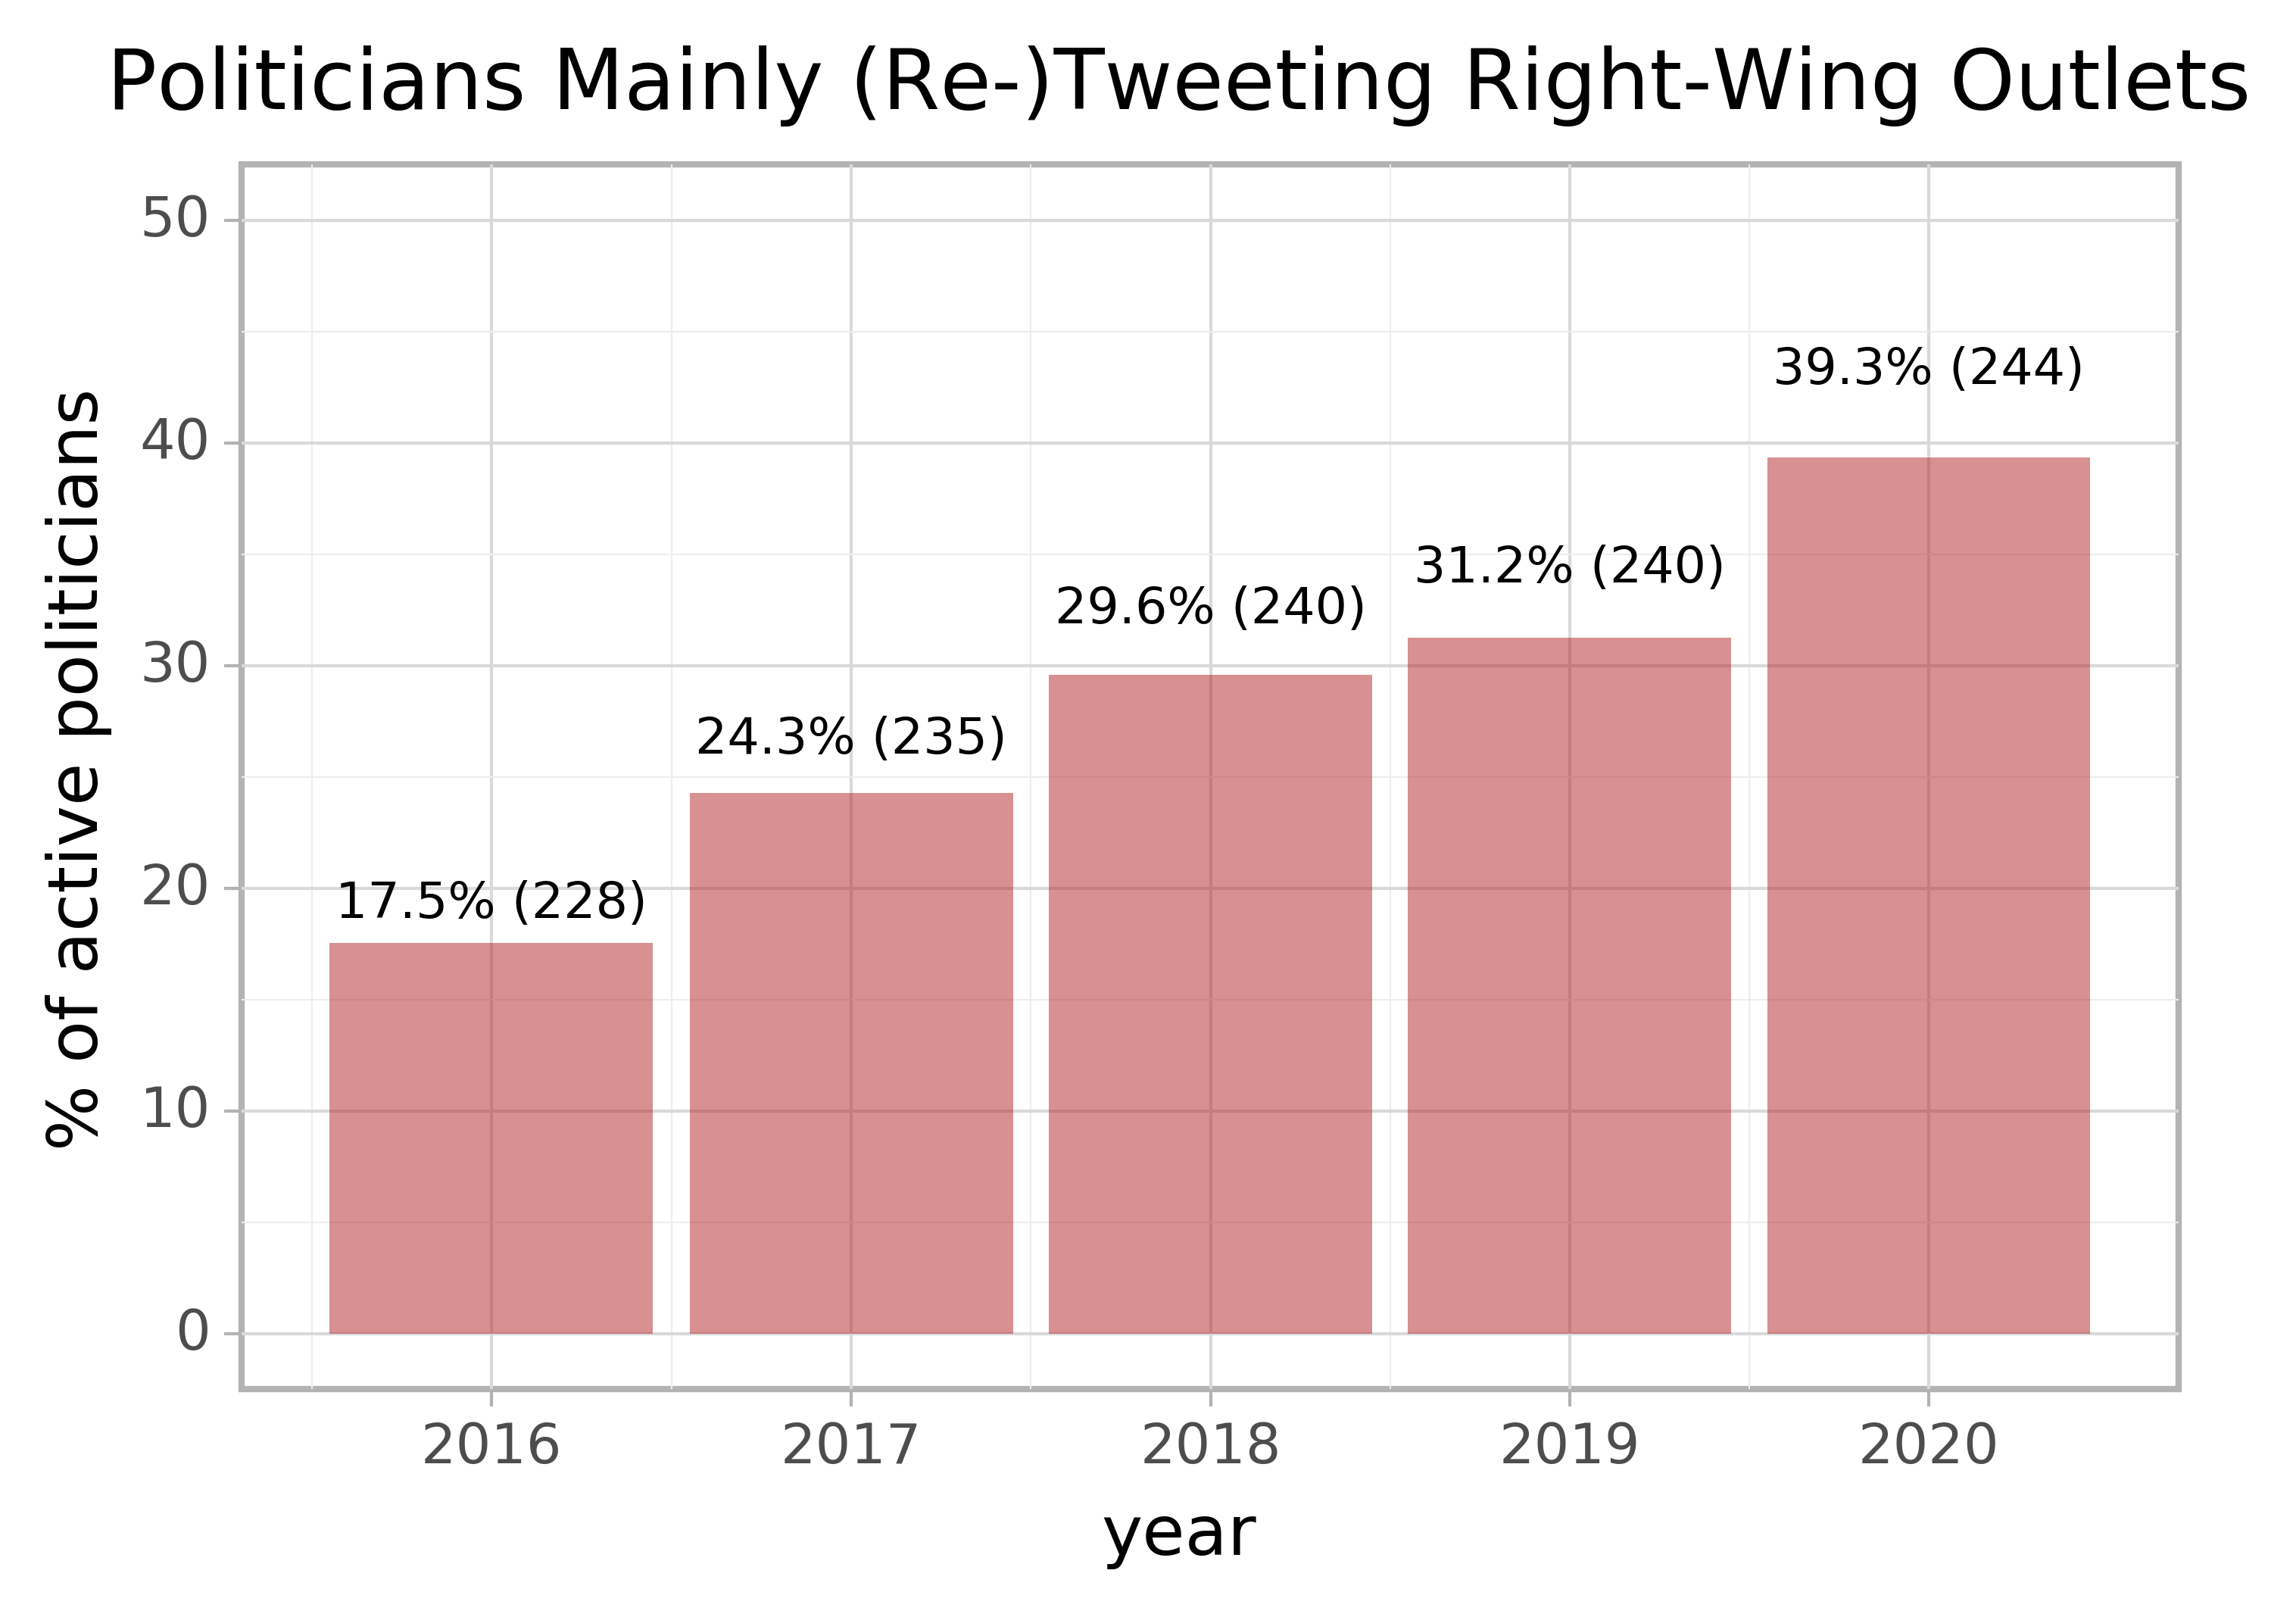 Politicians Mainly (Re-)Tweeting Right-Wing Outlets
% of active politicians
50
40
30
20
10
0
39.3% (244)
31.2% (240)
29.6% (240)
24.3% (235)
17.5% (228)
2016 2017 2018 2019 2020
year